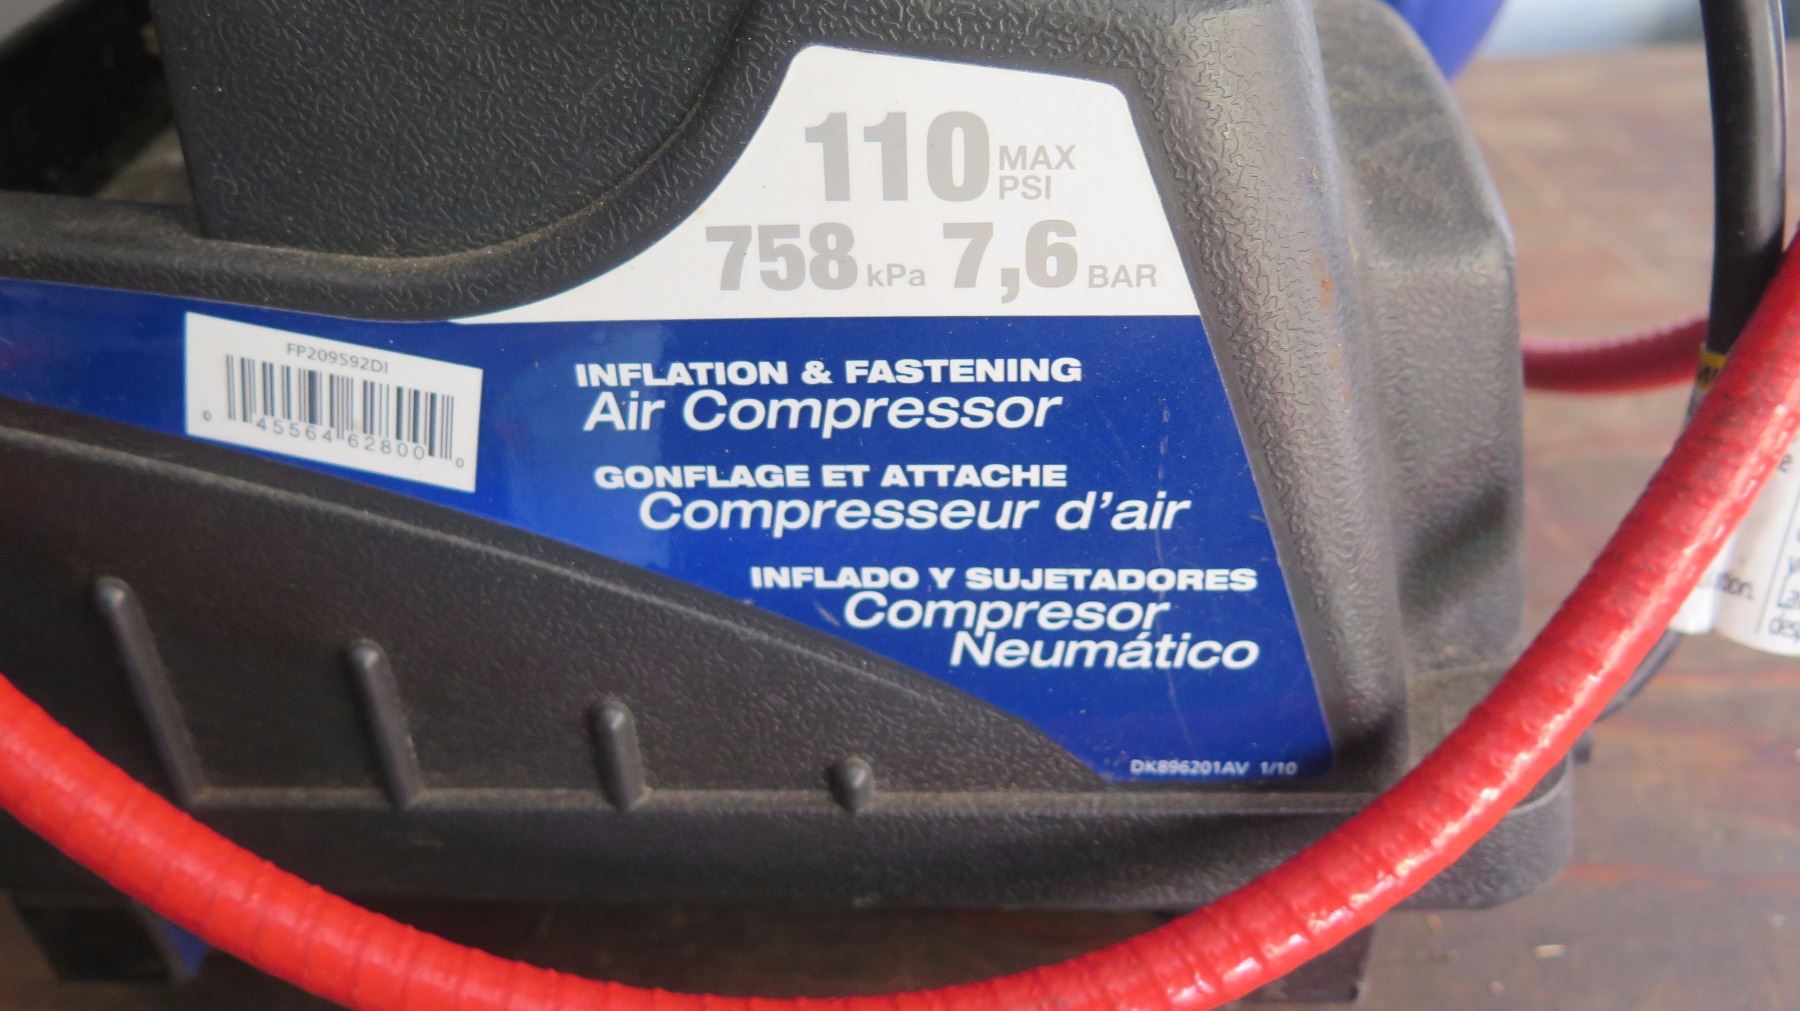 110 MAX PSI
758 kPa 7,6 BAR
FP209592DI
0 45564 62800 0
INFLATION & FASTENING
Air Compressor
GONFLAGE ET ATTACHE
Compresseur d'air
INFLADO Y SUJETADORES
Compresor
Neumático
DK896201AV 1/10